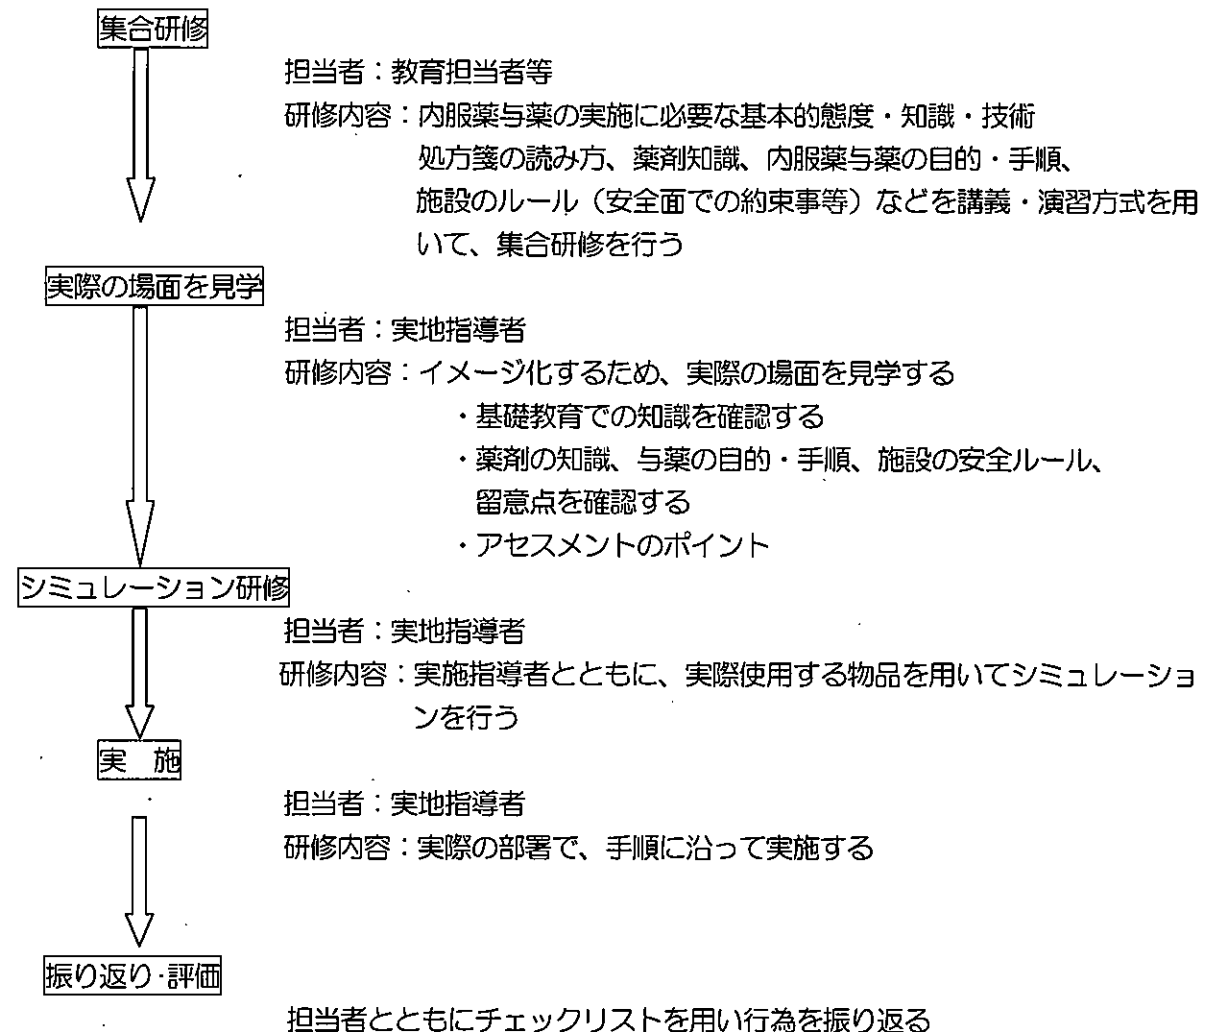 集合研修
担当者：教育担当者等
研修内容：内服薬与薬の実施に必要な基本的態度・知識・技術
処方箋の読み方、薬剤知識、内服薬与薬の目的・手順、
施設のルール（安全面での約束事等）などを講義・演習方式を用
いて、集合研修を行う
実際の場面を見学
担当者：実地指導者
研修内容：イメージ化するため、実際の場面を見学する
・基礎教育での知識を確認する
・薬剤の知識、与薬の目的・手順、施設の安全ルール、
留意点を確認する
・アセスメントのポイント
シミュレーション研修
担当者：実地指導者
研修内容：実施指導者とともに、実際使用する物品を用いてシミュレーショ
ンを行う
実　施
担当者：実地指導者
研修内容：実際の部署で、手順に沿って実施する
振り返り・評価
担当者とともにチェックリストを用い行為を振り返る